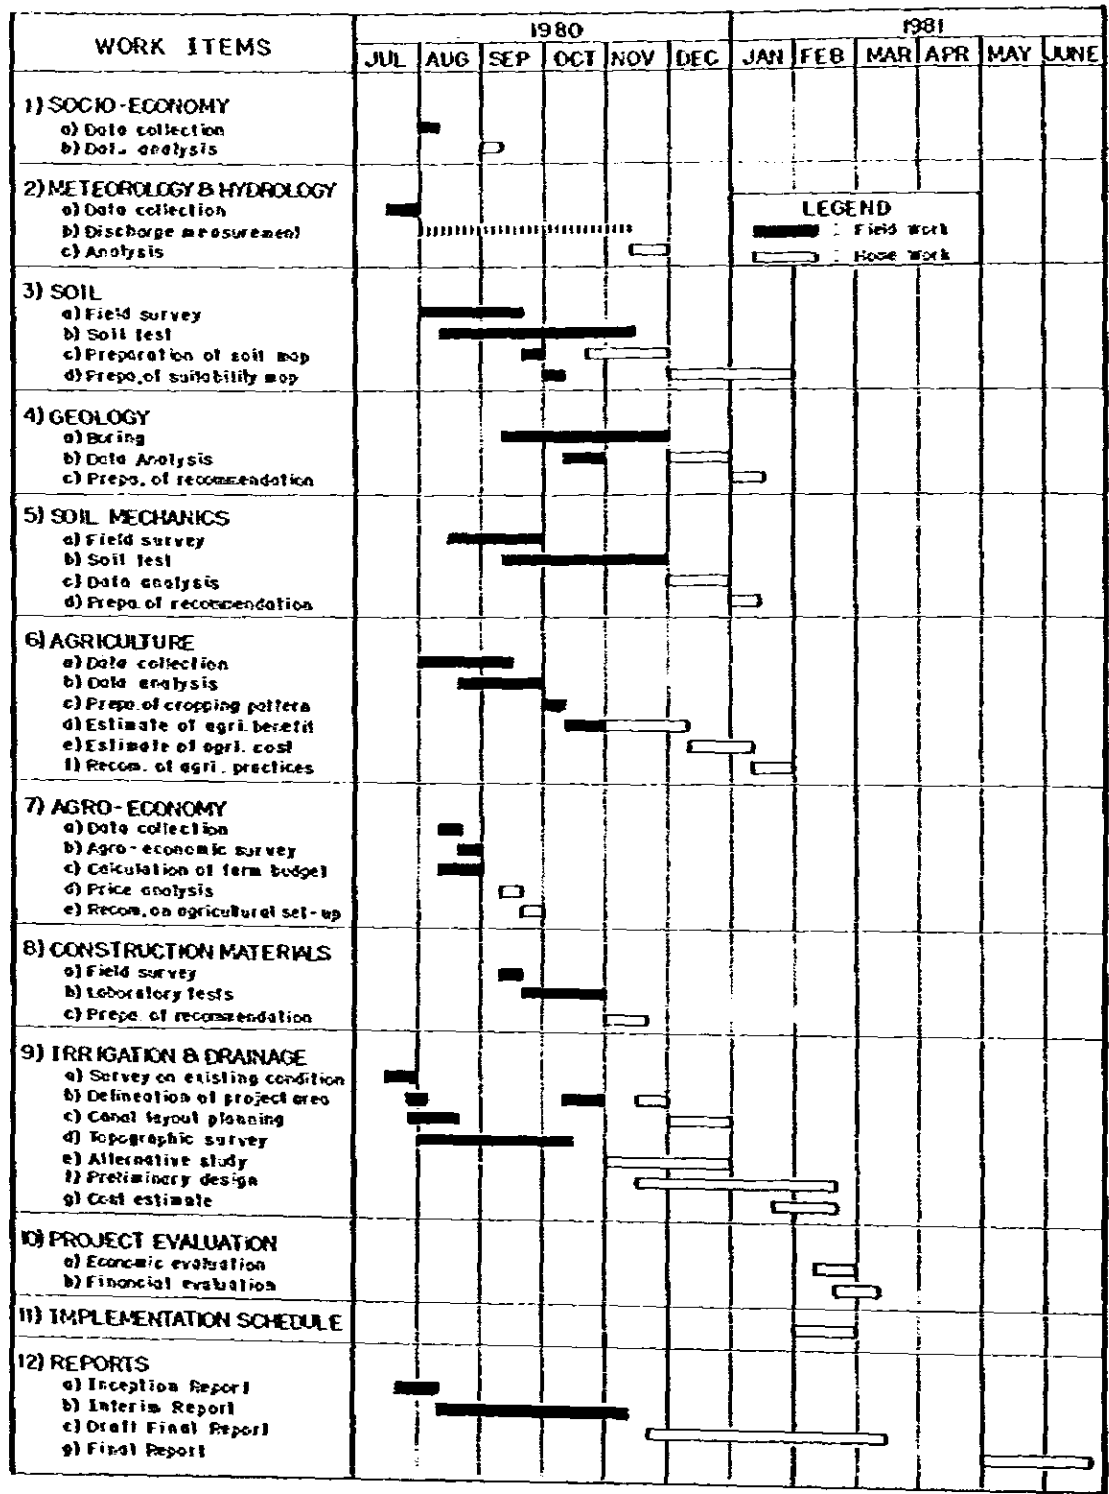 WORK ITEMS
1980
1981
JUL AUG SEP OCT NOV DEC JAN FEB MAR APR MAY JUNE
1) SOCIO-ECONOMY
a) Data collection
b) Data analysis
2) METEOROLOGY & HYDROLOGY
a) Data collection
b) Discharge measurement
c) Analysis
LEGEND
: Field Work
: Home Work
3) SOIL
a) Field survey
b) Soil test
c) Preparation of soil map
d) Prepa. of suitability map
4) GEOLOGY
a) Boring
b) Data Analysis
c) Prepa. of recommendation
5) SOIL MECHANICS
a) Field survey
b) Soil test
c) Data analysis
d) Prepa. of recommendation
6) AGRICULTURE
a) Data collection
b) Data analysis
c) Prepa. of cropping pattern
d) Estimate of agri. benefit
e) Estimate of agri. cost
f) Recom. of agri. practices
7) AGRO-ECONOMY
a) Data collection
b) Agro-economic survey
c) Calculation of farm budget
d) Price analysis
e) Recom. on agricultural set-up
8) CONSTRUCTION MATERIALS
a) Field survey
b) Laboratory tests
c) Prepa. of recommendation
9) IRRIGATION & DRAINAGE
a) Survey on existing condition
b) Delineation of project area
c) Canal layout planning
d) Topographic survey
e) Alternative study
f) Preliminary design
g) Cost estimate
10) PROJECT EVALUATION
a) Economic evaluation
b) Financial evaluation
11) IMPLEMENTATION SCHEDULE
12) REPORTS
a) Inception Report
b) Interim Report
c) Draft Final Report
g) Final Report